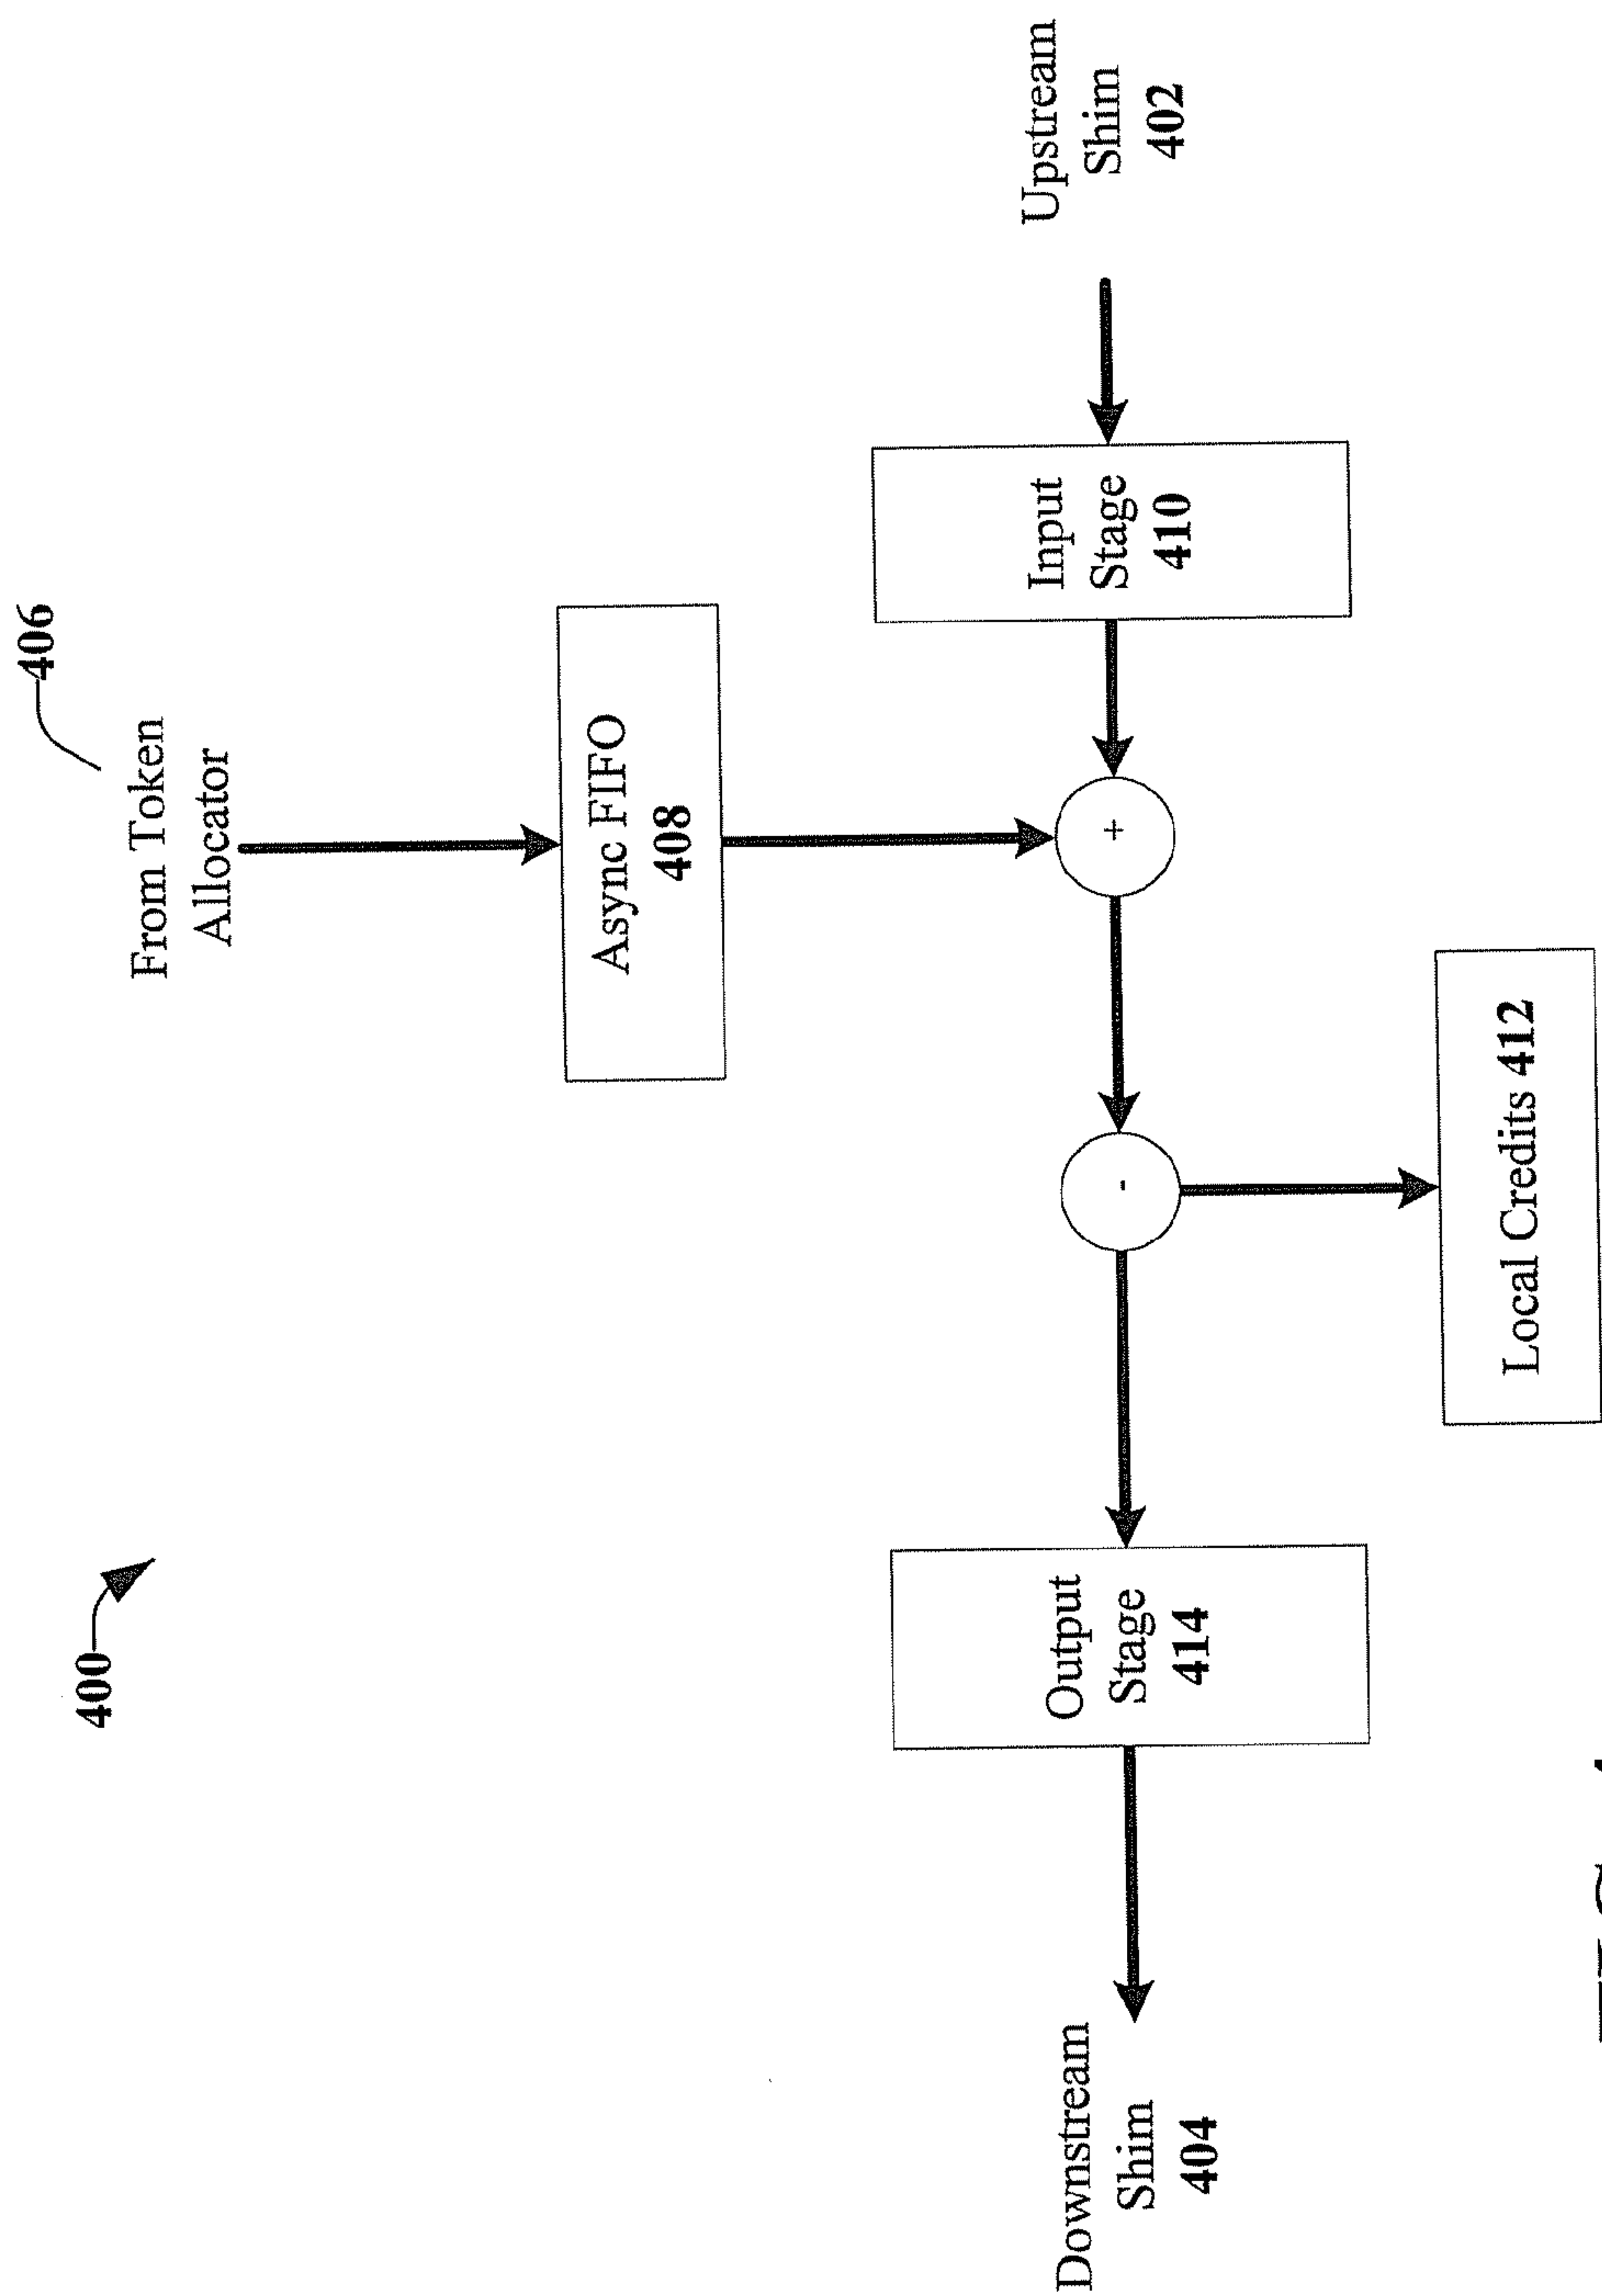 400
406
From Token
Allocator
Async FIFO
408
Downstream
Shim
404
Output
Stage
414
-
+
Input
Stage
410
Upstream
Shim
402
Local Credits 412